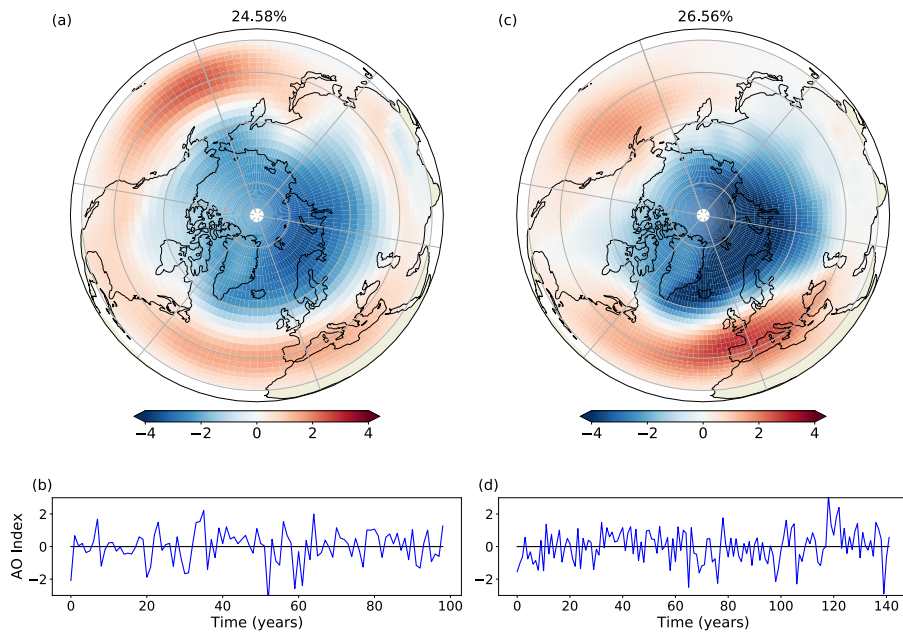 (a)
24.58%
(c)
26.56%
−4 −2 0 2 4
−4 −2 0 2 4
(b)
(d)
AO Index
2
0
−2
0 20 40 60 80 100
Time (years)
2
0
−2
0 20 40 60 80 100 120 140
Time (years)